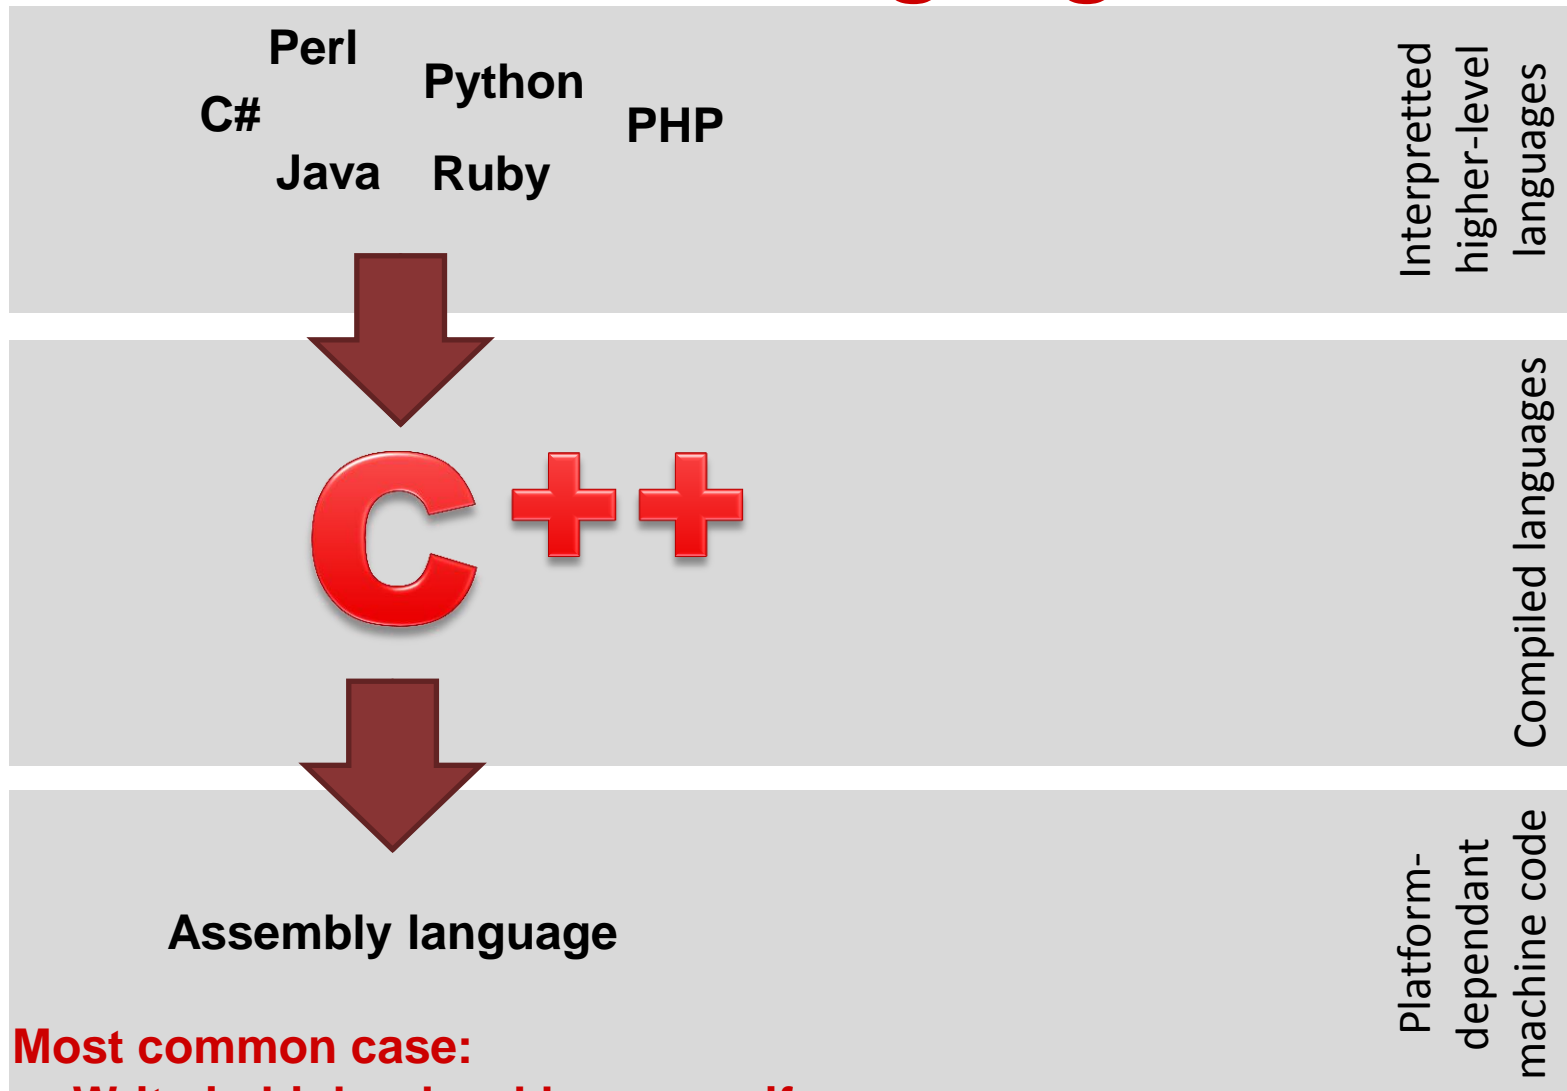 Perl
Python
C#
PHP
Java Ruby
Interpretted
higher-level
languages
C++
Compiled languages
Assembly language
Platform-
dependant
machine code
Most common case: